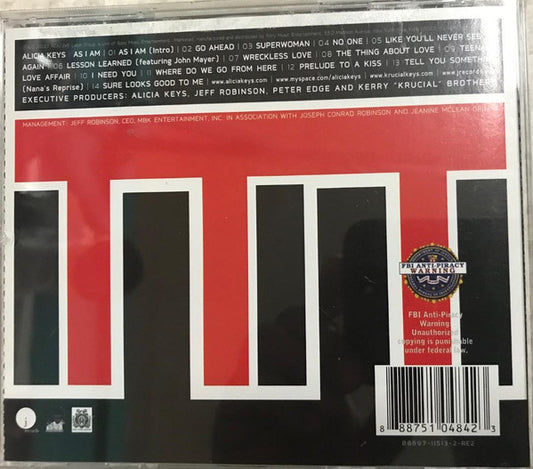 ALICIA KEYS AS I AM | 01 AS I AM (Intro) | 02 GO AHEAD | 03 SUPERWOMAN | 04 NO ONE | 05 LIKE YOU'LL NEVER SEE
AGAIN | 06 LESSON LEARNED (featuring John Mayer) | 07 WRECKLESS LOVE | 08 THE THING ABOUT LOVE | 09 TEENA
LOVE AFFAIR | 10 I NEED YOU | 11 WHERE DO WE GO FROM HERE | 12 PRELUDE TO A KISS | 13 TELL YOU SOMETHING
(Nana's Reprise) | 14 SURE LOOKS GOOD TO ME | www.aliciakeys.com | www.myspace.com/aliciakeys | www.krucialkeys.com | www.jrecords
EXECUTIVE PRODUCERS: ALICIA KEYS, JEFF ROBINSON, PETER EDGE AND KERRY "KRUCIAL" BROTHERS
MANAGEMENT: JEFF ROBINSON, CEO, MBK ENTERTAINMENT, INC. IN ASSOCIATION WITH JOSEPH CONRAD ROBINSON AND JEANINE MCLEAN
FBI ANTI-PIRACY
WARNING
FBI Anti-Piracy
Warning:
Unauthorized
copying is punishable
under federal law.
8 88751 04842 3
88697-11513-2-RE2
j
records